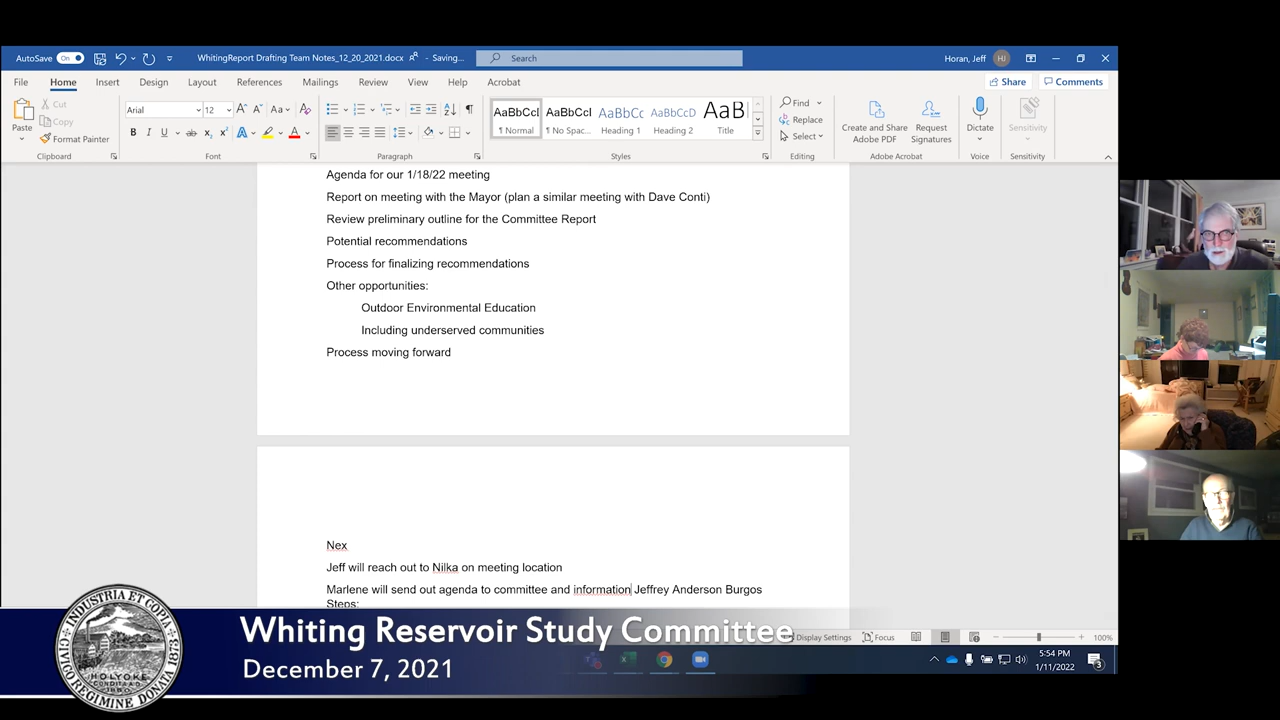 AutoSave On WhitingReport Drafting Team Notes_12_20_2021.docx - Saving... Search Horan, Jeff HJ
File Home Insert Design Layout References Mailings Review View Help Acrobat Share Comments
Paste Cut Copy Format Painter
Arial 12
AaBbCcl AaBbCcl AaBbCc AaBbCcD AaB
¶ Normal ¶ No Spac... Heading 1 Heading 2 Title
Find Replace Select
Create and Share Adobe PDF Request Signatures Dictate Sensitivity
Clipboard Font Paragraph Styles Editing Adobe Acrobat Voice Sensitivity
Agenda for our 1/18/22 meeting
Report on meeting with the Mayor (plan a similar meeting with Dave Conti)
Review preliminary outline for the Committee Report
Potential recommendations
Process for finalizing recommendations
Other opportunities:
Outdoor Environmental Education
Including underserved communities
Process moving forward
Nex
Jeff will reach out to Nilka on meeting location
Marlene will send out agenda to committee and information Jeffrey Anderson Burgos
Steps:
Display Settings Focus 100%
Whiting Reservoir Study Committee
December 7, 2021
5:54 PM
1/11/2022
3